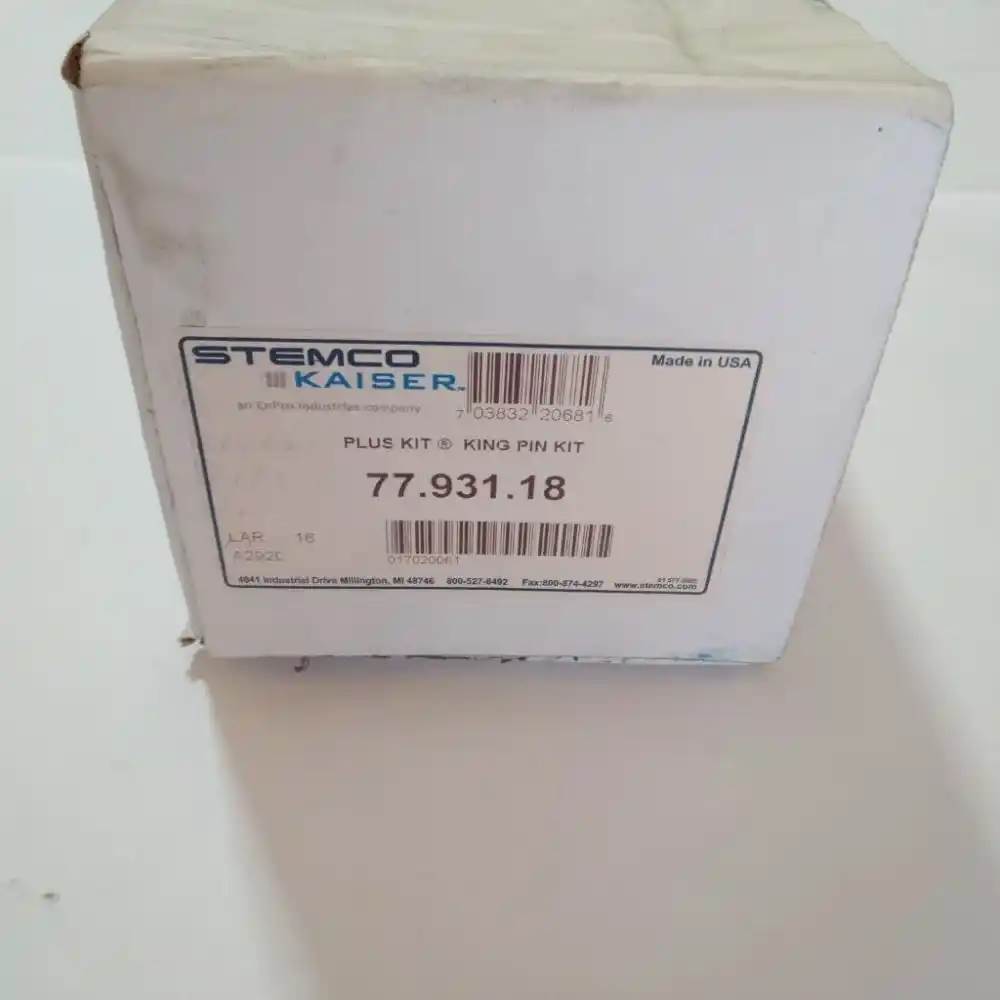 STEMCO
KAISER™
Made in USA
an EnPro Industries company
7 03832 20681 6
PLUS KIT ® KING PIN KIT
77.931.18
LAR 16
A292C
017020061
4641 Industrial Drive Millington, MI 48746 800-527-8492 Fax:800-874-4297 www.stemco.com